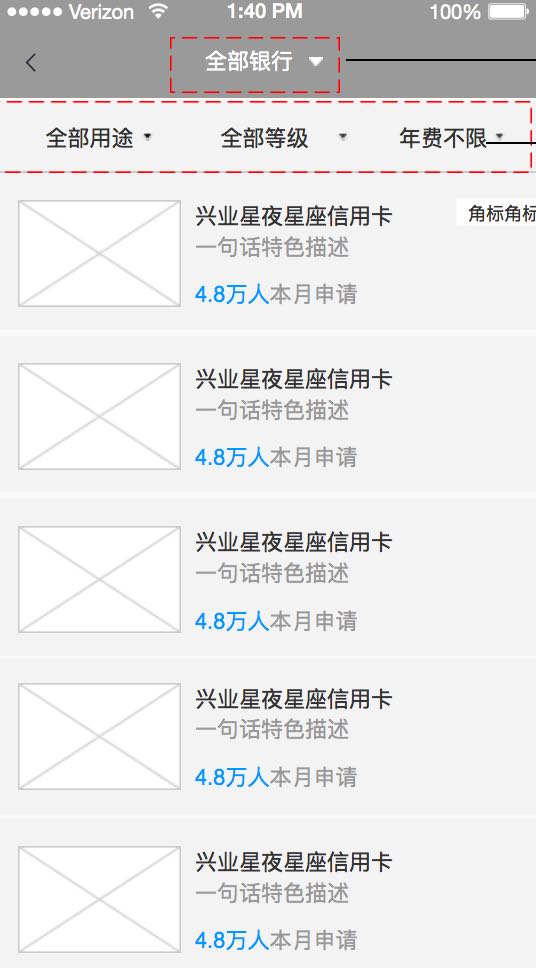 Verizon 1:40 PM 100%
全部银行
全部用途 全部等级 年费不限
兴业星夜星座信用卡 角标角标
一句话特色描述
4.8万人本月申请
兴业星夜星座信用卡
一句话特色描述
4.8万人本月申请
兴业星夜星座信用卡
一句话特色描述
4.8万人本月申请
兴业星夜星座信用卡
一句话特色描述
4.8万人本月申请
兴业星夜星座信用卡
一句话特色描述
4.8万人本月申请